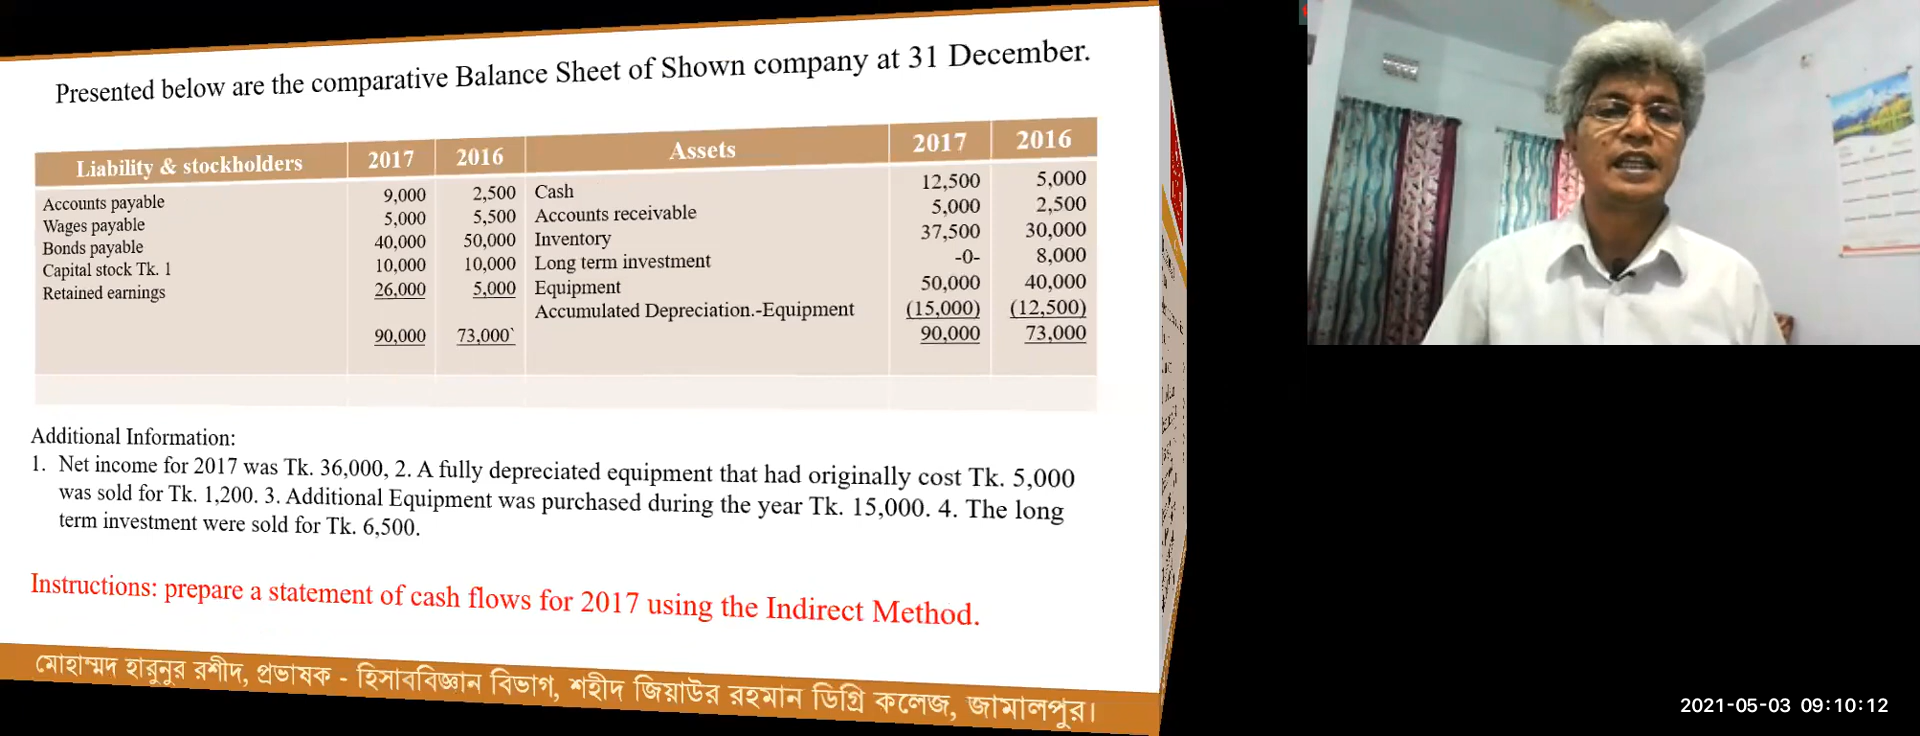 Presented below are the comparative Balance Sheet of Shown company at 31 December.
Liability & stockholders 2017 2016 Assets 2017 2016
Accounts payable 9,000 2,500 Cash 12,500 5,000
Wages payable 5,000 5,500 Accounts receivable 5,000 2,500
Bonds payable 40,000 50,000 Inventory 37,500 30,000
Capital stock Tk. 1 10,000 10,000 Long term investment -0- 8,000
Retained earnings 26,000 5,000 Equipment 50,000 40,000
Accumulated Depreciation.-Equipment (15,000) (12,500)
90,000 73,000` 90,000 73,000
Additional Information:
1. Net income for 2017 was Tk. 36,000, 2. A fully depreciated equipment that had originally cost Tk. 5,000
was sold for Tk. 1,200. 3. Additional Equipment was purchased during the year Tk. 15,000. 4. The long
term investment were sold for Tk. 6,500.
Instructions: prepare a statement of cash flows for 2017 using the Indirect Method.
মোহাম্মদ হারুনুর রশীদ, প্রভাষক - হিসাববিজ্ঞান বিভাগ, শহীদ জিয়াউর রহমান ডিগ্রি কলেজ, জামালপুর।
2021-05-03 09:10:12